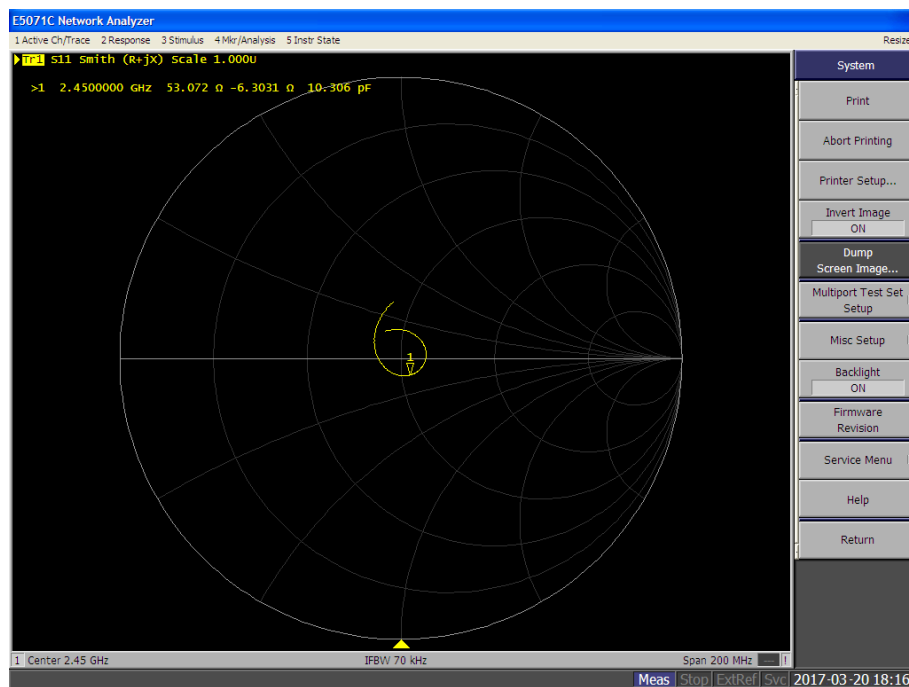 E5071C Network Analyzer
1 Active Ch/Trace 2 Response 3 Stimulus 4 Mkr/Analysis 5 Instr State
Resize
Tr1 S11 Smith (R+jX) Scale 1.000U
>1 2.4500000 GHz 53.072 Ω -6.3031 Ω 10.306 pF
1
System
Print
Abort Printing
Printer Setup...
Invert Image
ON
Dump
Screen Image...
Multiport Test Set
Setup
Misc Setup
Backlight
ON
Firmware
Revision
Service Menu
Help
Return
1 Center 2.45 GHz
IFBW 70 kHz
Span 200 MHz --- !
Meas Stop ExtRef Svc 2017-03-20 18:16